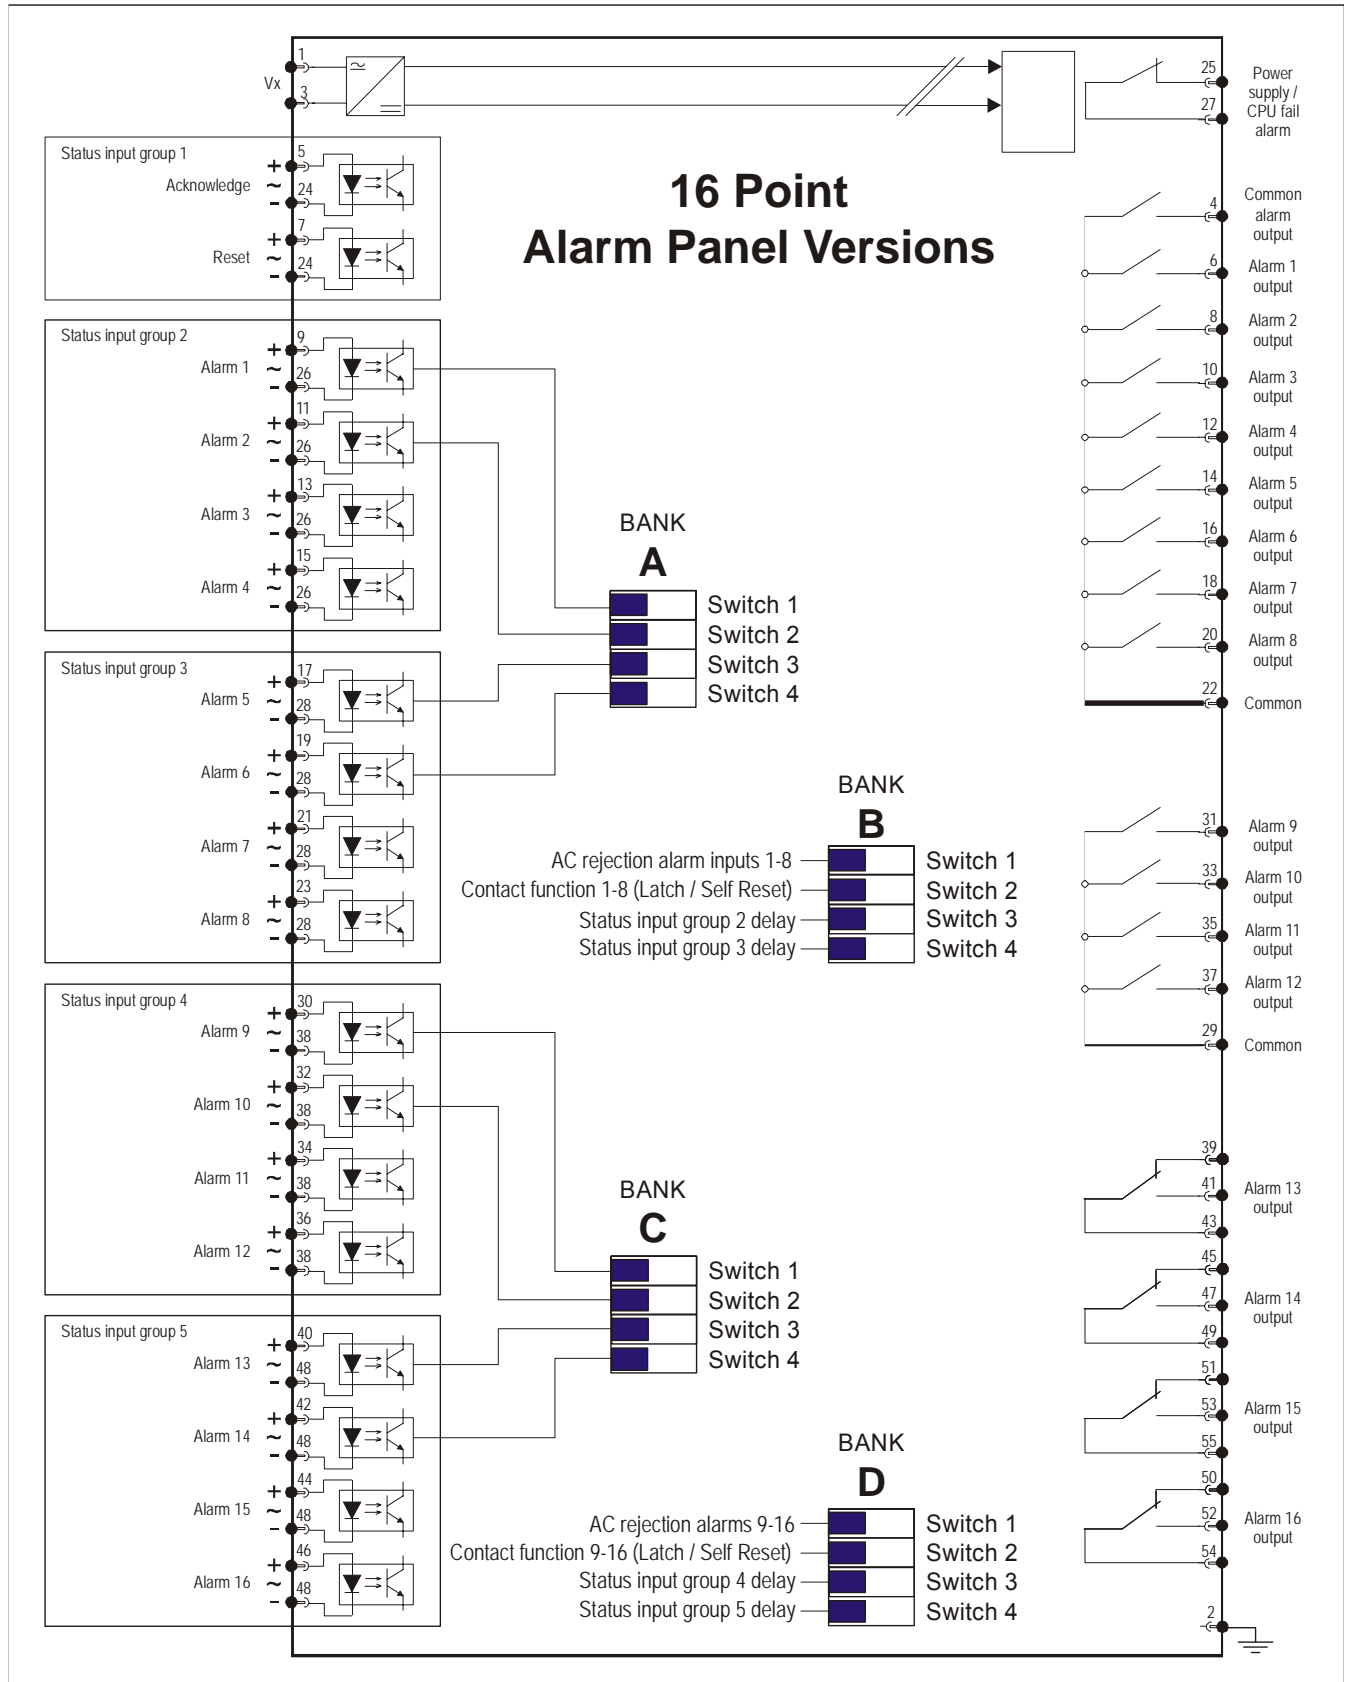 16 Point
Alarm Panel Versions
Vx
1
3
Status input group 1
Acknowledge
+
~
-
5
24
Reset
+
~
-
7
24
Status input group 2
Alarm 1
+
~
-
9
26
Alarm 2
+
~
-
11
26
Alarm 3
+
~
-
13
26
Alarm 4
+
~
-
15
26
Status input group 3
Alarm 5
+
~
-
17
28
Alarm 6
+
~
-
19
28
Alarm 7
+
~
-
21
28
Alarm 8
+
~
-
23
28
Status input group 4
Alarm 9
+
~
-
30
38
Alarm 10
+
~
-
32
38
Alarm 11
+
~
-
34
38
Alarm 12
+
~
-
36
38
Status input group 5
Alarm 13
+
~
-
40
48
Alarm 14
+
~
-
42
48
Alarm 15
+
~
-
44
48
Alarm 16
+
~
-
46
48
BANK
A
Switch 1
Switch 2
Switch 3
Switch 4
BANK
B
AC rejection alarm inputs 1-8 Switch 1
Contact function 1-8 (Latch / Self Reset) Switch 2
Status input group 2 delay Switch 3
Status input group 3 delay Switch 4
BANK
C
Switch 1
Switch 2
Switch 3
Switch 4
BANK
D
AC rejection alarms 9-16 Switch 1
Contact function 9-16 (Latch / Self Reset) Switch 2
Status input group 4 delay Switch 3
Status input group 5 delay Switch 4
25
27
Power
supply /
CPU fail
alarm
4
Common
alarm
output
6
Alarm 1
output
8
Alarm 2
output
10
Alarm 3
output
12
Alarm 4
output
14
Alarm 5
output
16
Alarm 6
output
18
Alarm 7
output
20
Alarm 8
output
22
Common
31
Alarm 9
output
33
Alarm 10
output
35
Alarm 11
output
37
Alarm 12
output
29
Common
39
41
43
Alarm 13
output
45
47
49
Alarm 14
output
51
53
55
Alarm 15
output
50
52
54
Alarm 16
output
2